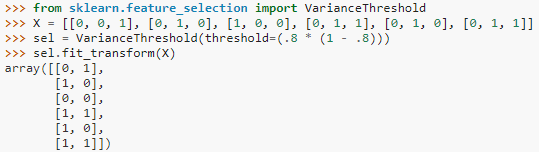 >>> from sklearn.feature_selection import VarianceThreshold
>>> X = [[0, 0, 1], [0, 1, 0], [1, 0, 0], [0, 1, 1], [0, 1, 0], [0, 1, 1]]
>>> sel = VarianceThreshold(threshold=(.8 * (1 - .8)))
>>> sel.fit_transform(X)
array([[0, 1],
       [1, 0],
       [0, 0],
       [1, 1],
       [1, 0],
       [1, 1]])